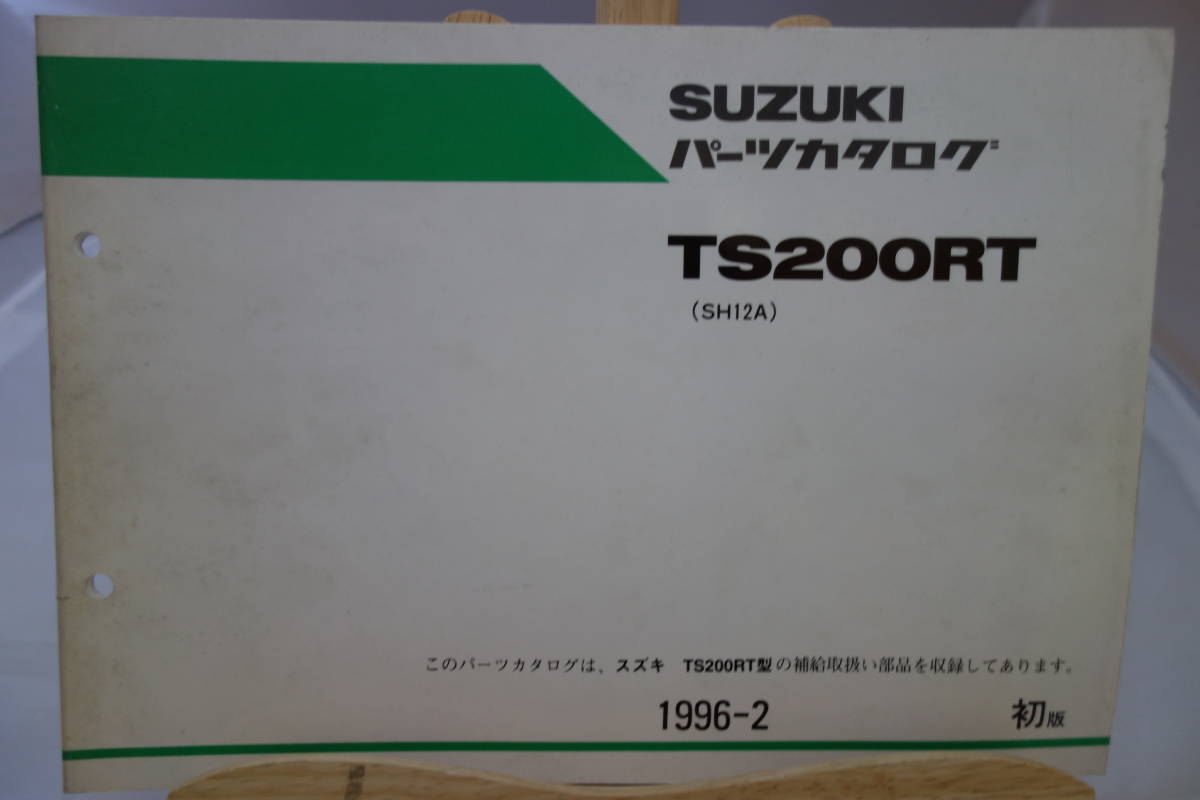 SUZUKI
パーツカタログ
TS200RT
(SH12A)
このパーツカタログは、スズキ TS200RT型の補給取扱い部品を収録してあります。
1996-2 初版